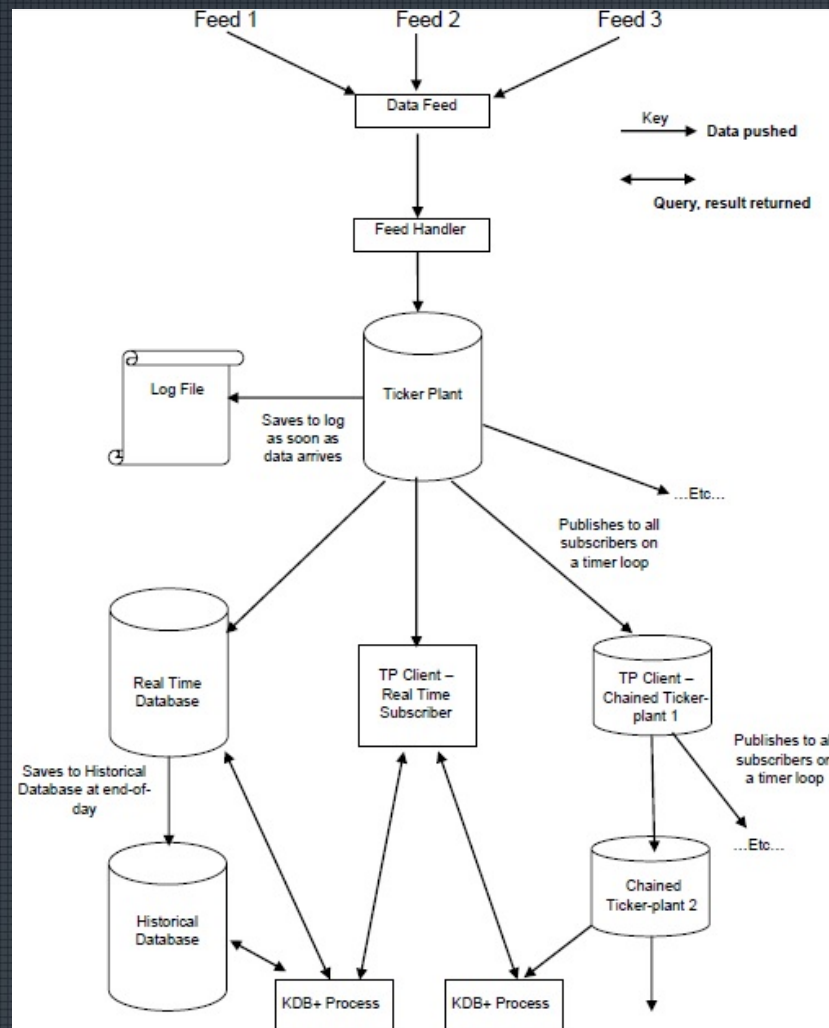 Feed 1
Feed 2
Feed 3
Data Feed
Key
Data pushed
Query, result returned
Feed Handler
Log File
Ticker Plant
Saves to log
as soon as
data arrives
...Etc...
Publishes to all
subscribers on
a timer loop
Real Time
Database
TP Client –
Real Time
Subscriber
TP Client –
Chained Ticker-
plant 1
Saves to Historical
Database at end-of-
day
Publishes to al
subscribers or
a timer loop
...Etc...
Historical
Database
Chained
Ticker-plant 2
KDB+ Process
KDB+ Process